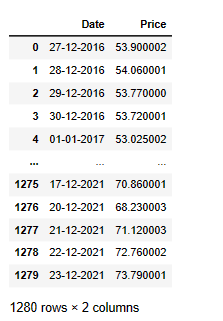 Date Price
0 27-12-2016 53.900002
1 28-12-2016 54.060001
2 29-12-2016 53.770000
3 30-12-2016 53.720001
4 01-01-2017 53.025002
... ... ...
1275 17-12-2021 70.860001
1276 20-12-2021 68.230003
1277 21-12-2021 71.120003
1278 22-12-2021 72.760002
1279 23-12-2021 73.790001
1280 rows × 2 columns